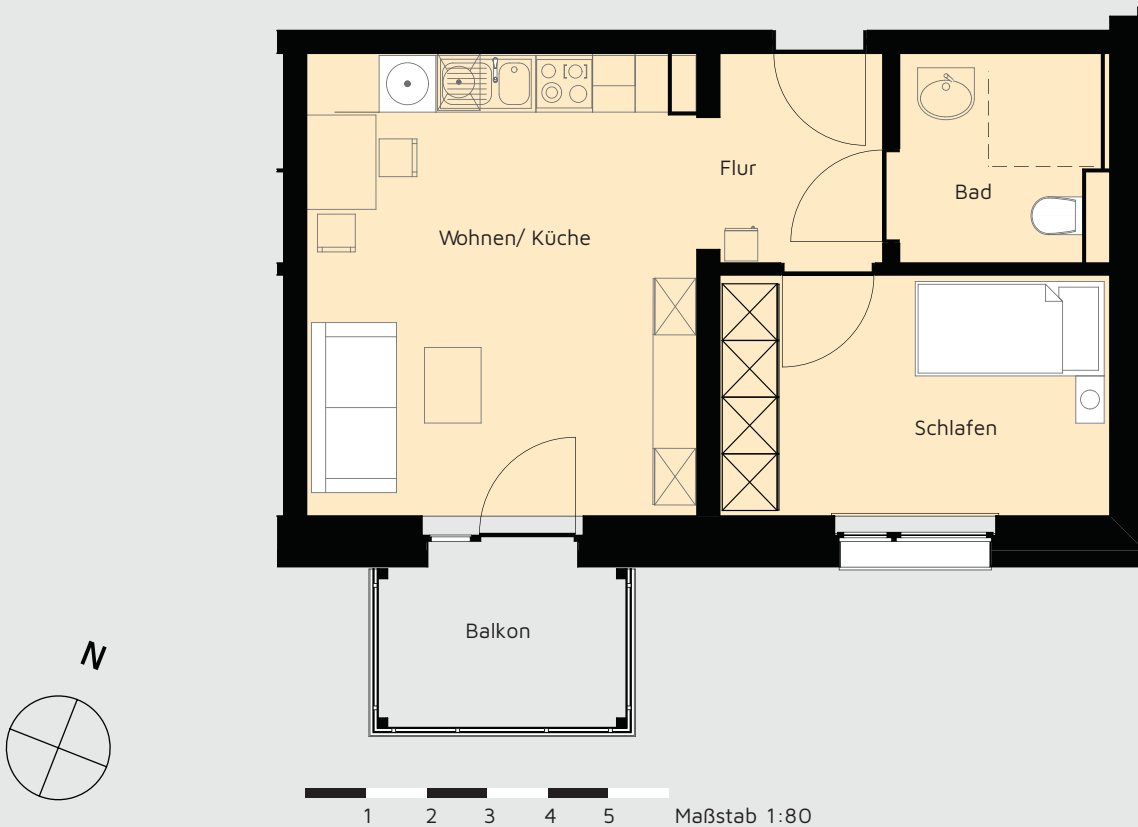 Flur
Bad
Wohnen/ Küche
Schlafen
Balkon
N
1 2 3 4 5 Maßstab 1:80